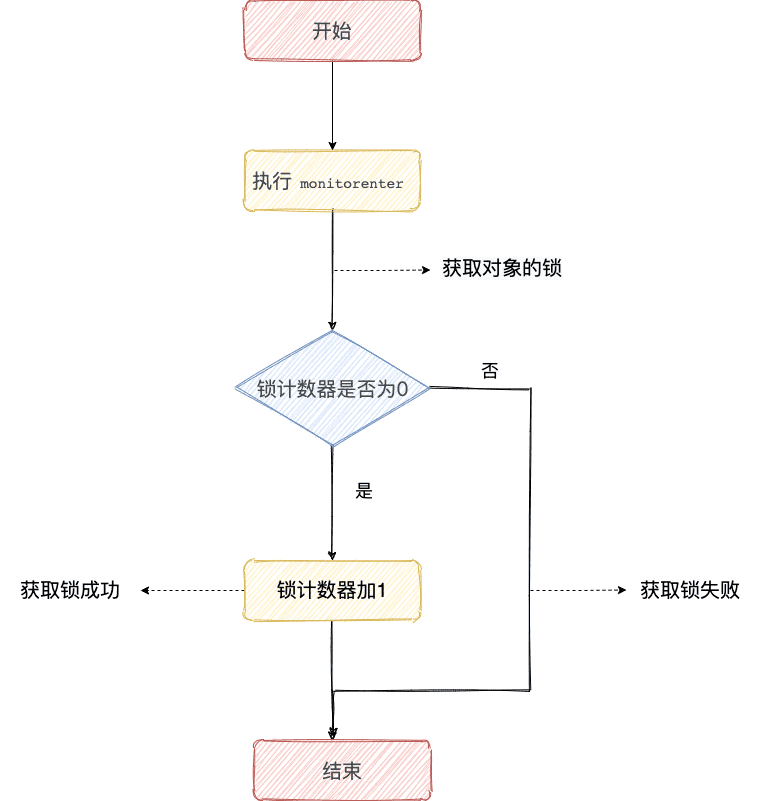 开始
执行 monitorenter
获取对象的锁
锁计数器是否为0
否
是
获取锁成功
锁计数器加1
获取锁失败
结束